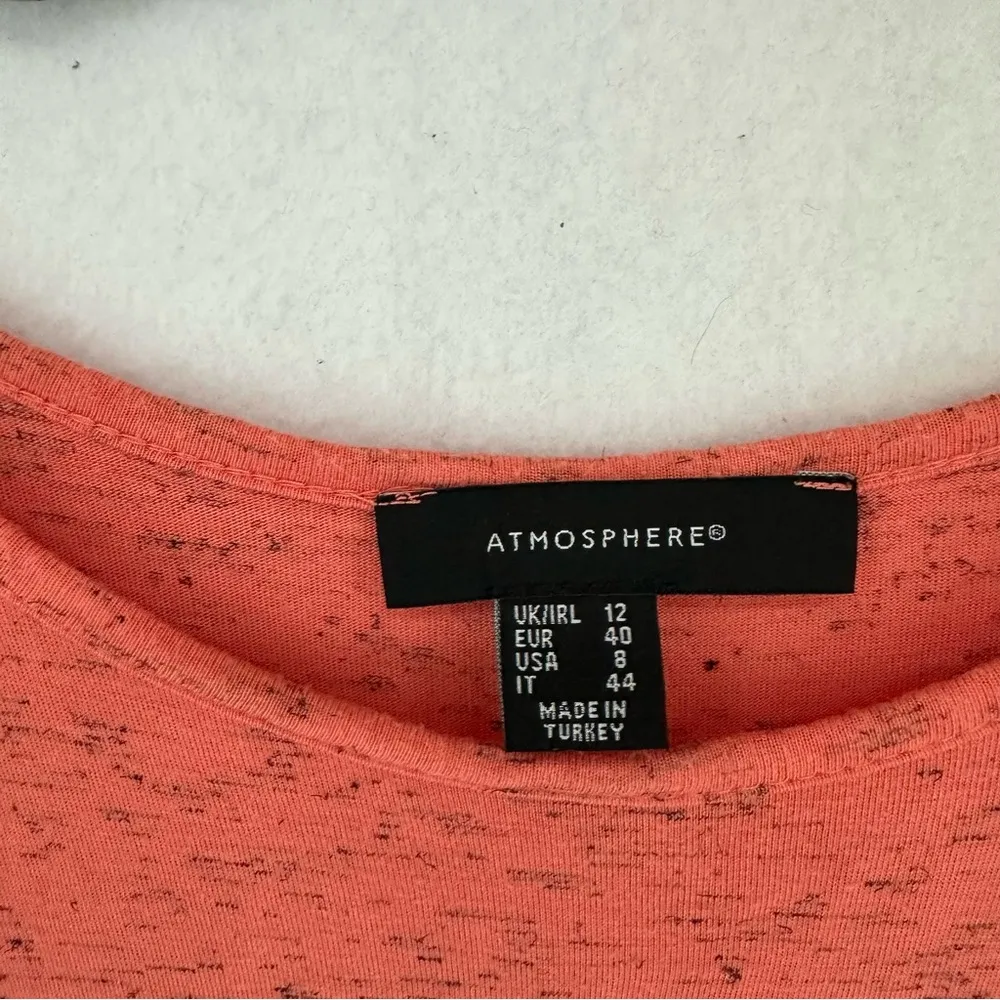 ATMOSPHERE®
UK/IRL 12
EUR 40
USA 8
IT 44
MADE IN
TURKEY